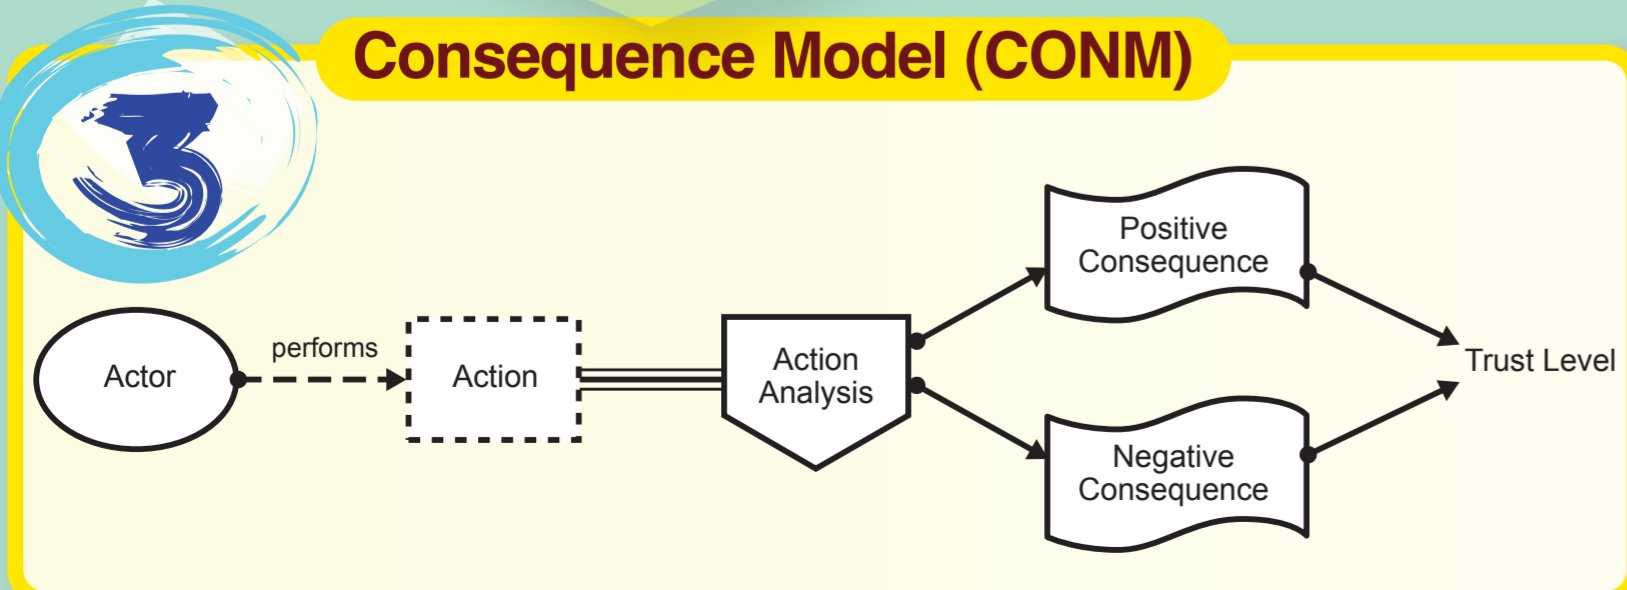 Consequence Model (CONM)
3
Actor
performs
Action
Action
Analysis
Positive
Consequence
Negative
Consequence
Trust Level